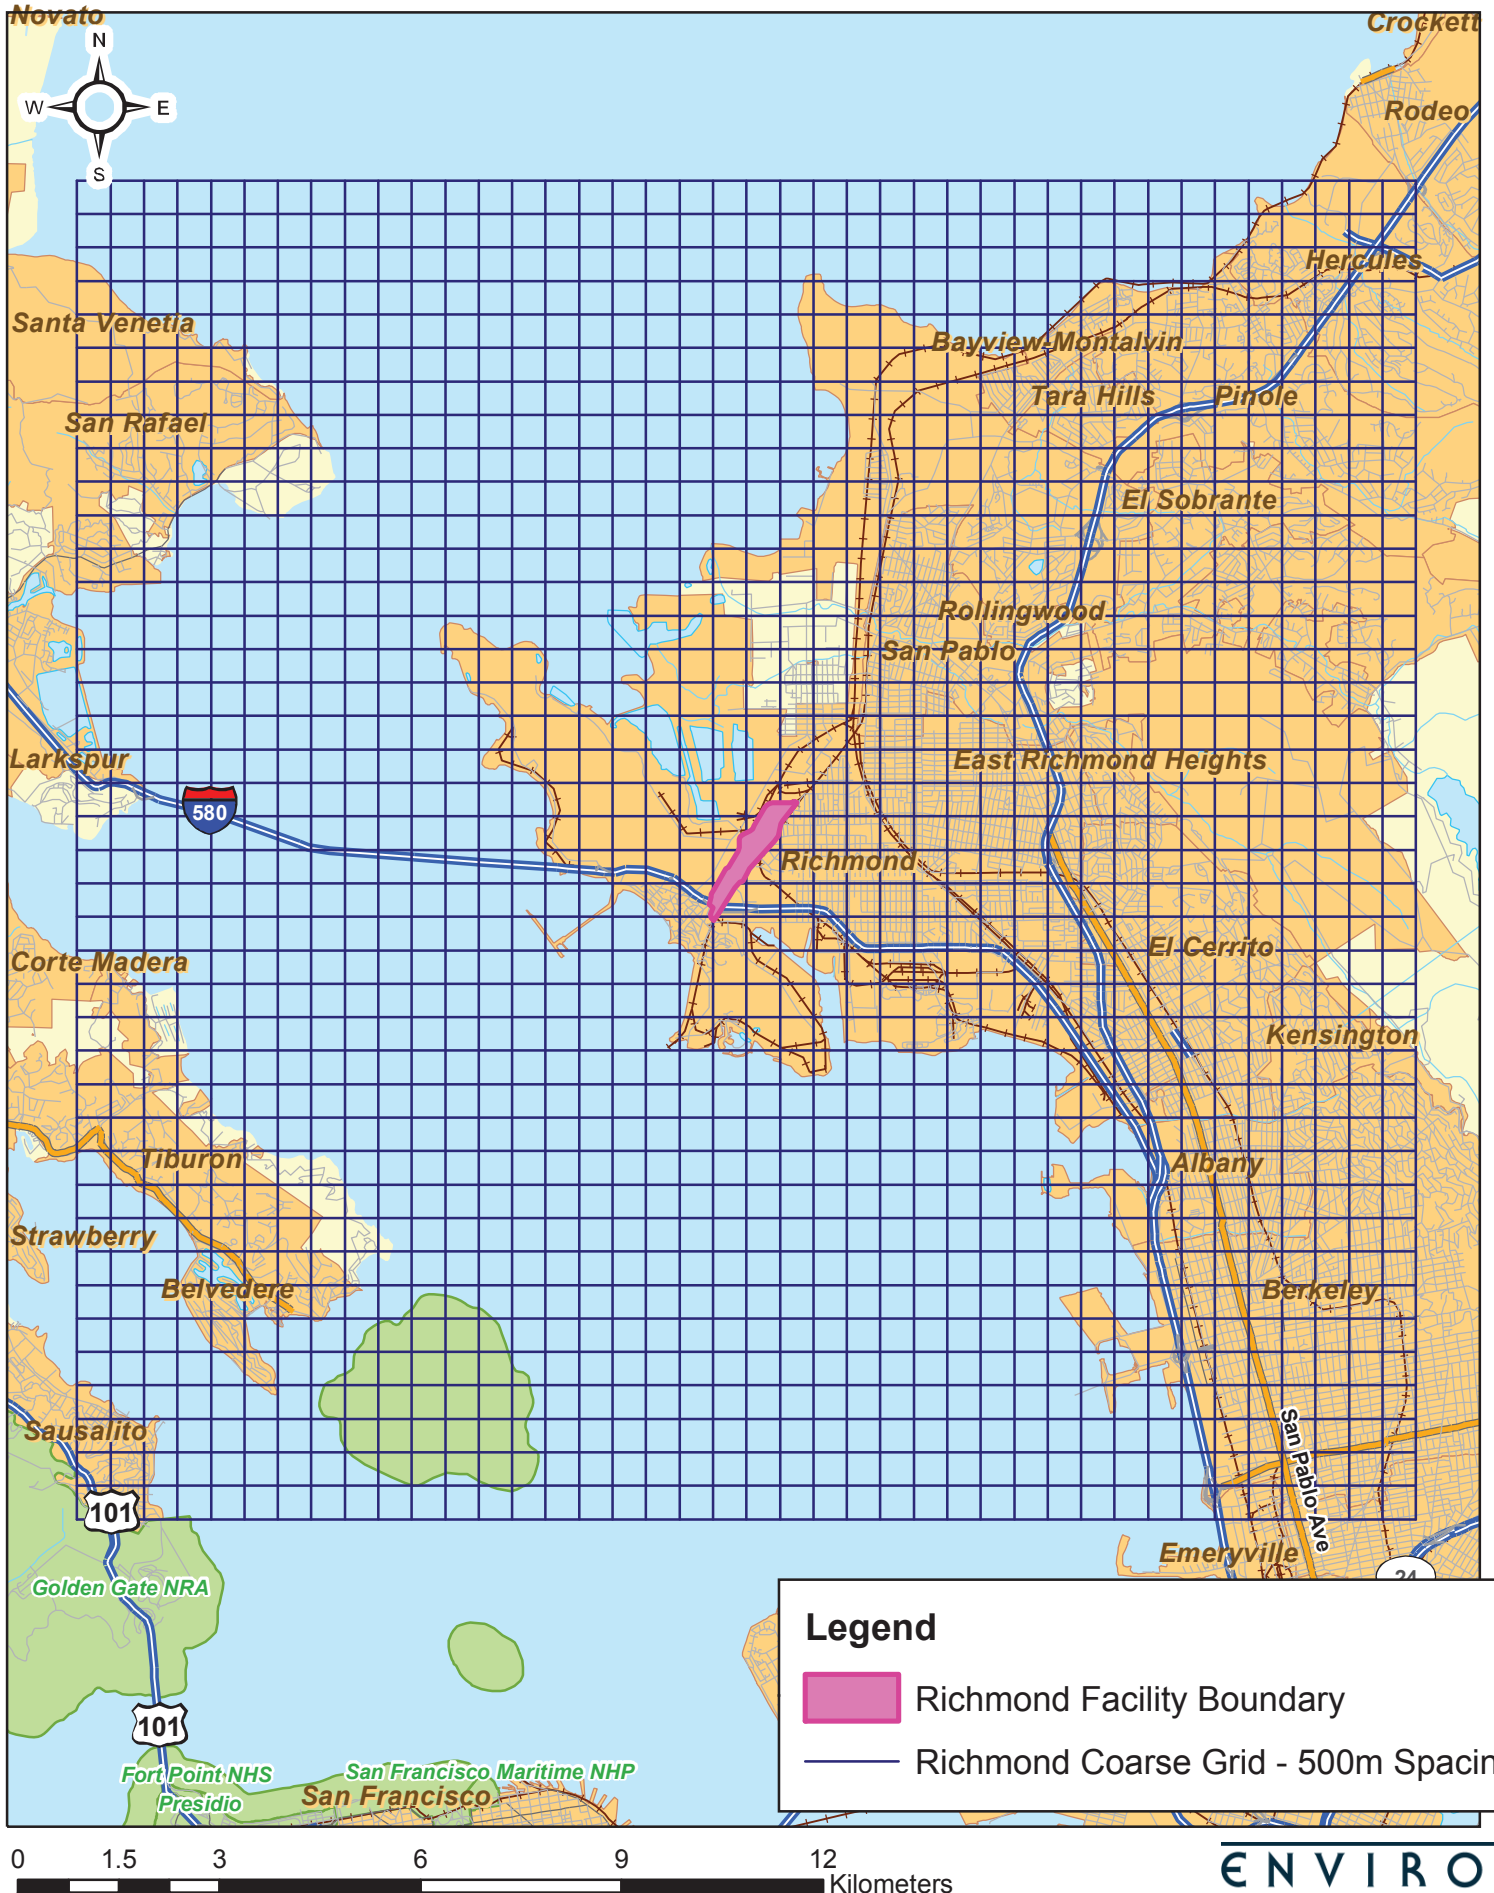 Novato
Crockett
N
W
E
S
Rodeo
Hercules
Santa Venetia
Bayview-Montalvin
Tara Hills
Pinole
San Rafael
El Sobrante
Rollingwood
San Pablo
Larkspur
East Richmond Heights
580
Richmond
El Cerrito
Corte Madera
Kensington
Tiburon
Albany
Strawberry
Belvedere
Berkeley
Sausalito
San Pablo Ave
101
Emeryville
24
Golden Gate NRA
Legend
Richmond Facility Boundary
101
Richmond Coarse Grid - 500m Spacin
Fort Point NHS
San Francisco Maritime NHP
Presidio
San Francisco
0 1.5 3 6 9 12
Kilometers
ENVIRO